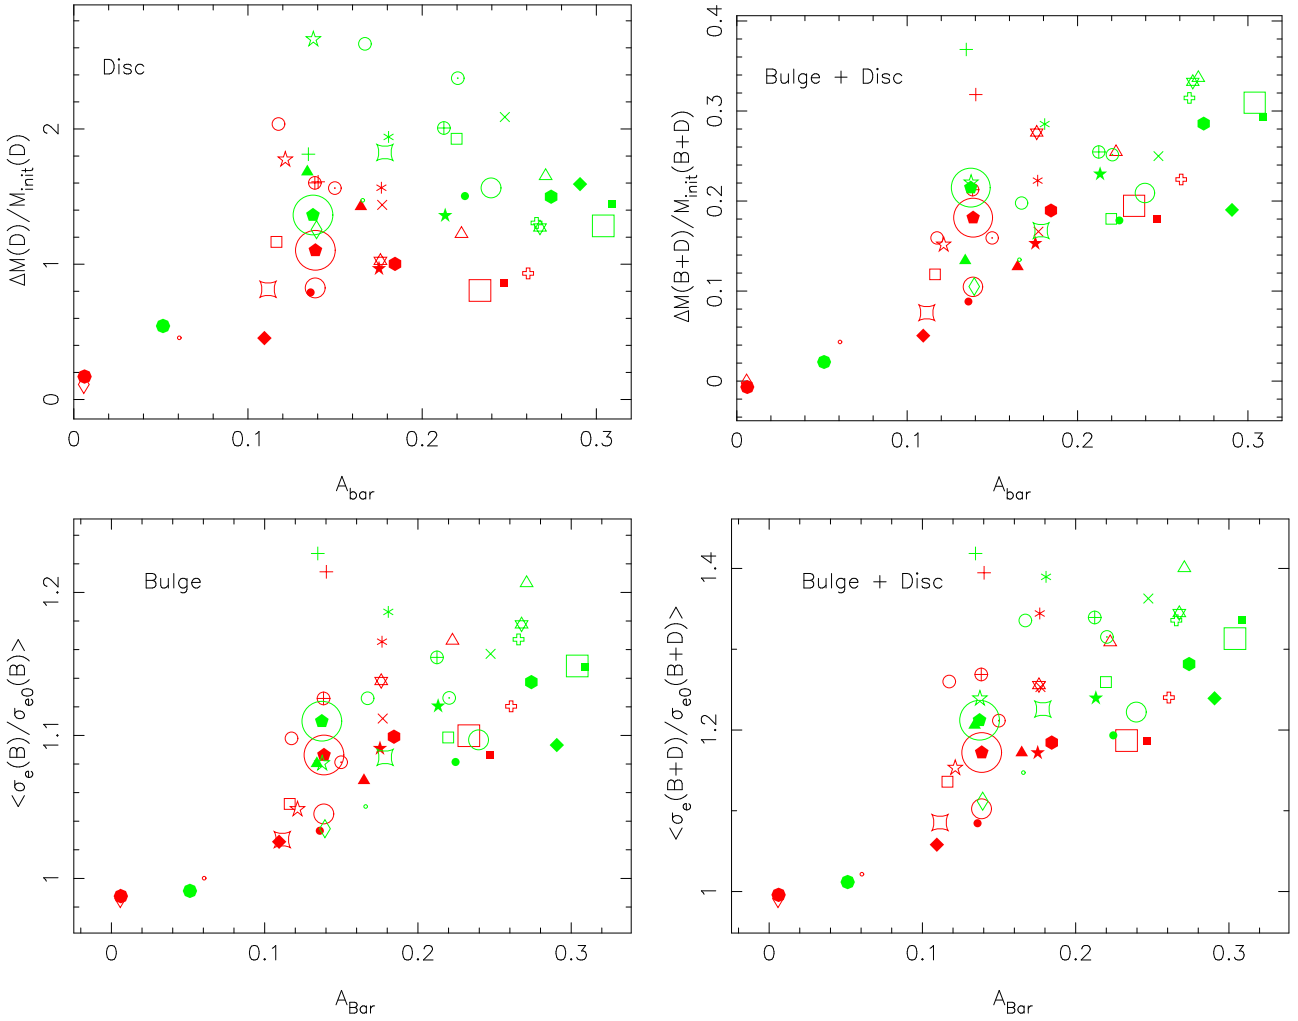 Disc
ΔM(D)/M_init(D)
2
1
0
0
0.1
0.2
0.3
A_bar
Bulge + Disc
ΔM(B+D)/M_init(B+D)
0.4
0.3
0.2
0.1
0
0
0.1
0.2
0.3
A_bar
Bulge
<σ_e(B)/σ_e0(B)>
1.2
1.1
1
0
0.1
0.2
0.3
A_Bar
Bulge + Disc
<σ_e(B+D)/σ_e0(B+D)>
1.4
1.2
1
0
0.1
0.2
0.3
A_Bar